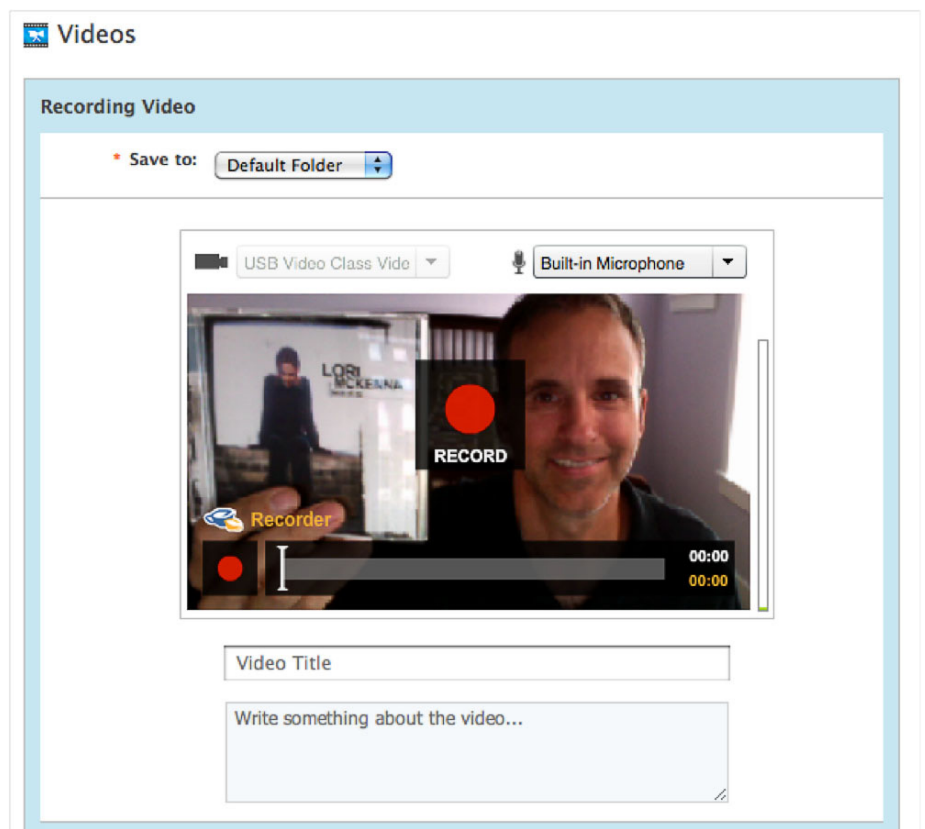 Videos
Recording Video
* Save to: Default Folder
USB Video Class Vide
Built-in Microphone
LORI
MCKENNA
RECORD
Recorder
00:00
00:00
Video Title
Write something about the video...